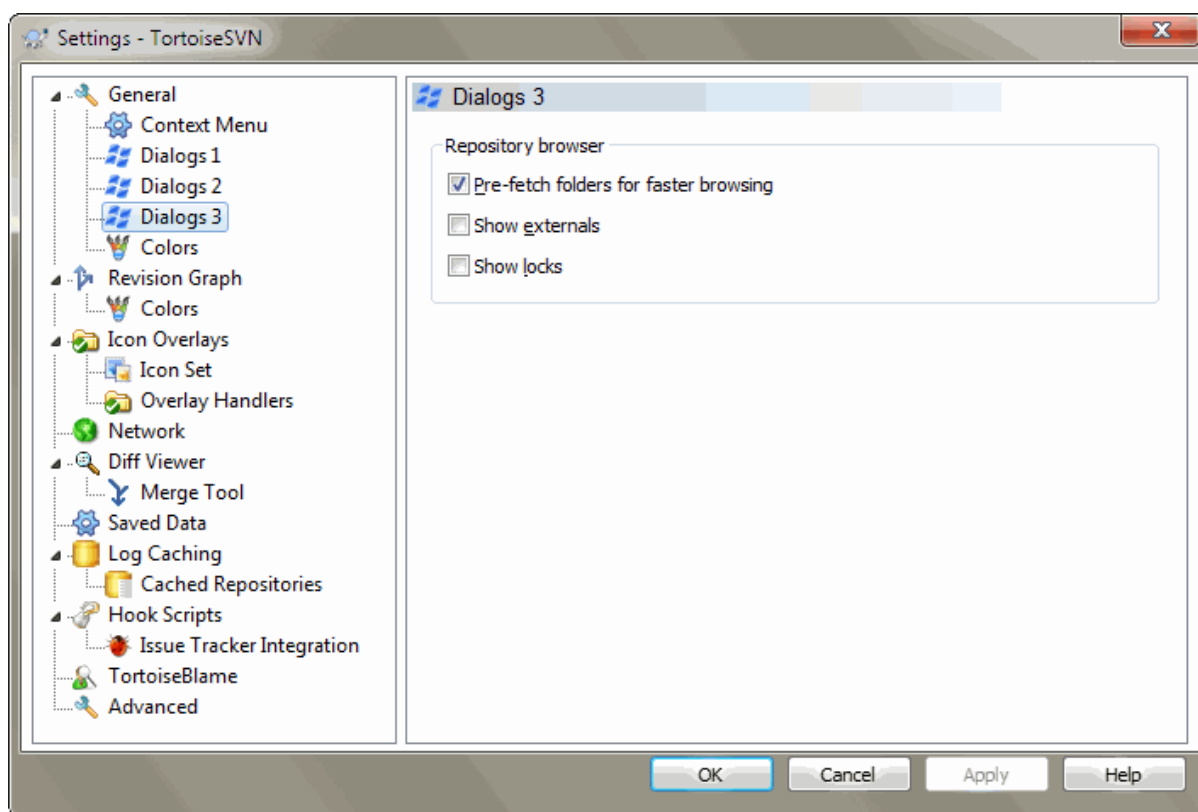 Settings - TortoiseSVN
X
General
Context Menu
Dialogs 1
Dialogs 2
Dialogs 3
Colors
Revision Graph
Colors
Icon Overlays
Icon Set
Overlay Handlers
Network
Diff Viewer
Merge Tool
Saved Data
Log Caching
Cached Repositories
Hook Scripts
Issue Tracker Integration
TortoiseBlame
Advanced
Dialogs 3
Repository browser
Pre-fetch folders for faster browsing
Show externals
Show locks
OK Cancel Apply Help